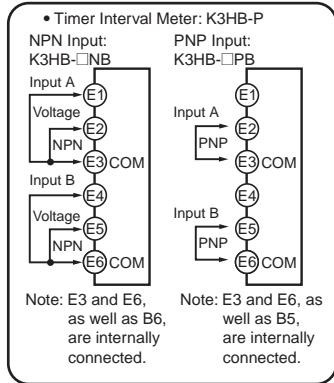 • Timer Interval Meter: K3HB-P
NPN Input:
K3HB-□NB
Input A
Voltage
NPN
Input B
Voltage
NPN
E1
E2
E3 COM
E4
E5
E6 COM
Note: E3 and E6,
as well as B6,
are internally
connected.
PNP Input:
K3HB-□PB
Input A
PNP
Input B
PNP
E1
E2
E3 COM
E4
E5
E6 COM
Note: E3 and E6, as
well as B5,
are internally
connected.